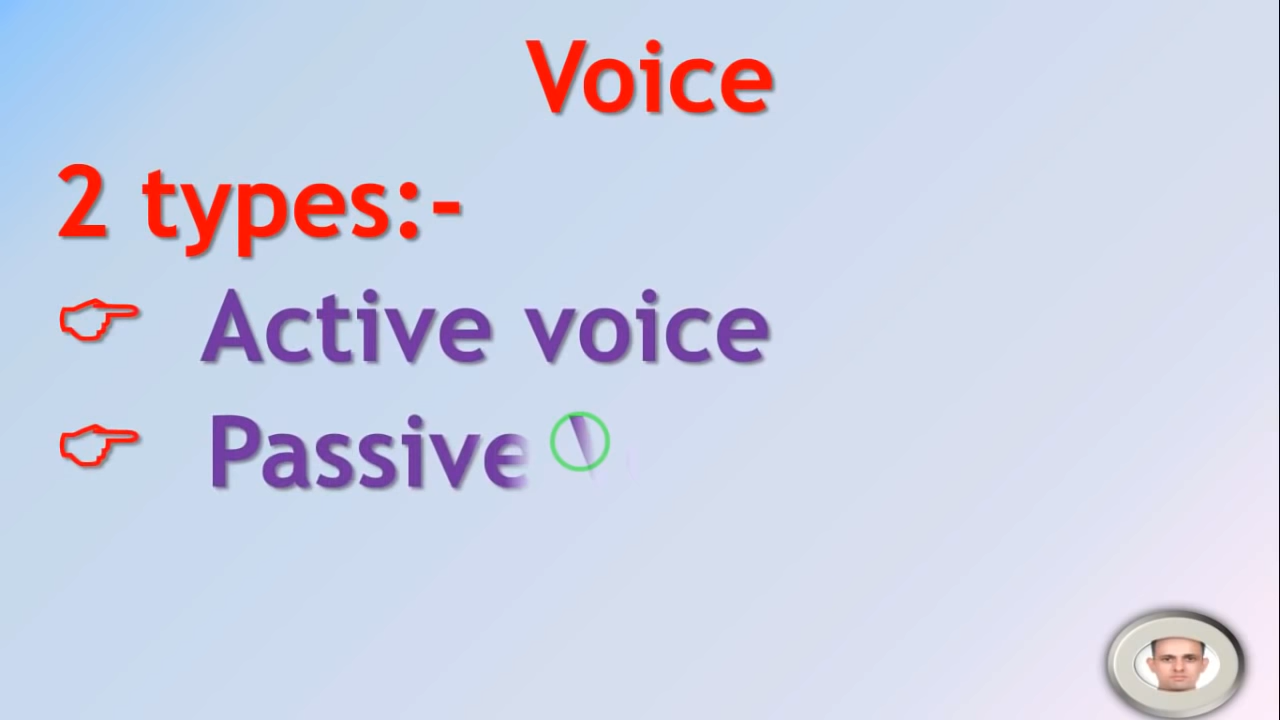 Voice
2 types:-
☞ Active voice
☞ Passive